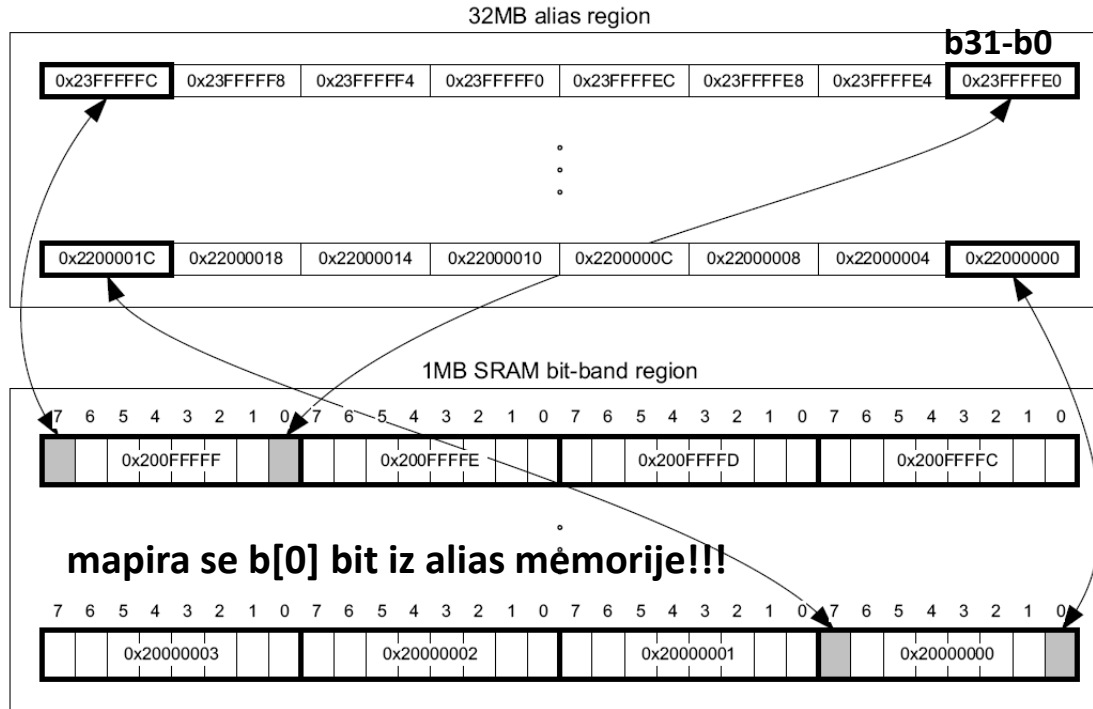 32MB alias region
b31-b0
0x23FFFFFC 0x23FFFFF8 0x23FFFFF4 0x23FFFFF0 0x23FFFFEC 0x23FFFFE8 0x23FFFFE4 0x23FFFFE0
0x2200001C 0x22000018 0x22000014 0x22000010 0x2200000C 0x22000008 0x22000004 0x22000000
1MB SRAM bit-band region
7 6 5 4 3 2 1 0 7 6 5 4 3 2 1 0 7 6 5 4 3 2 1 0 7 6 5 4 3 2 1 0
0x200FFFFF 0x200FFFFE 0x200FFFFD 0x200FFFFC
mapira se b[0] bit iz alias memorije!!!
7 6 5 4 3 2 1 0 7 6 5 4 3 2 1 0 7 6 5 4 3 2 1 0 7 6 5 4 3 2 1 0
0x20000003 0x20000002 0x20000001 0x20000000